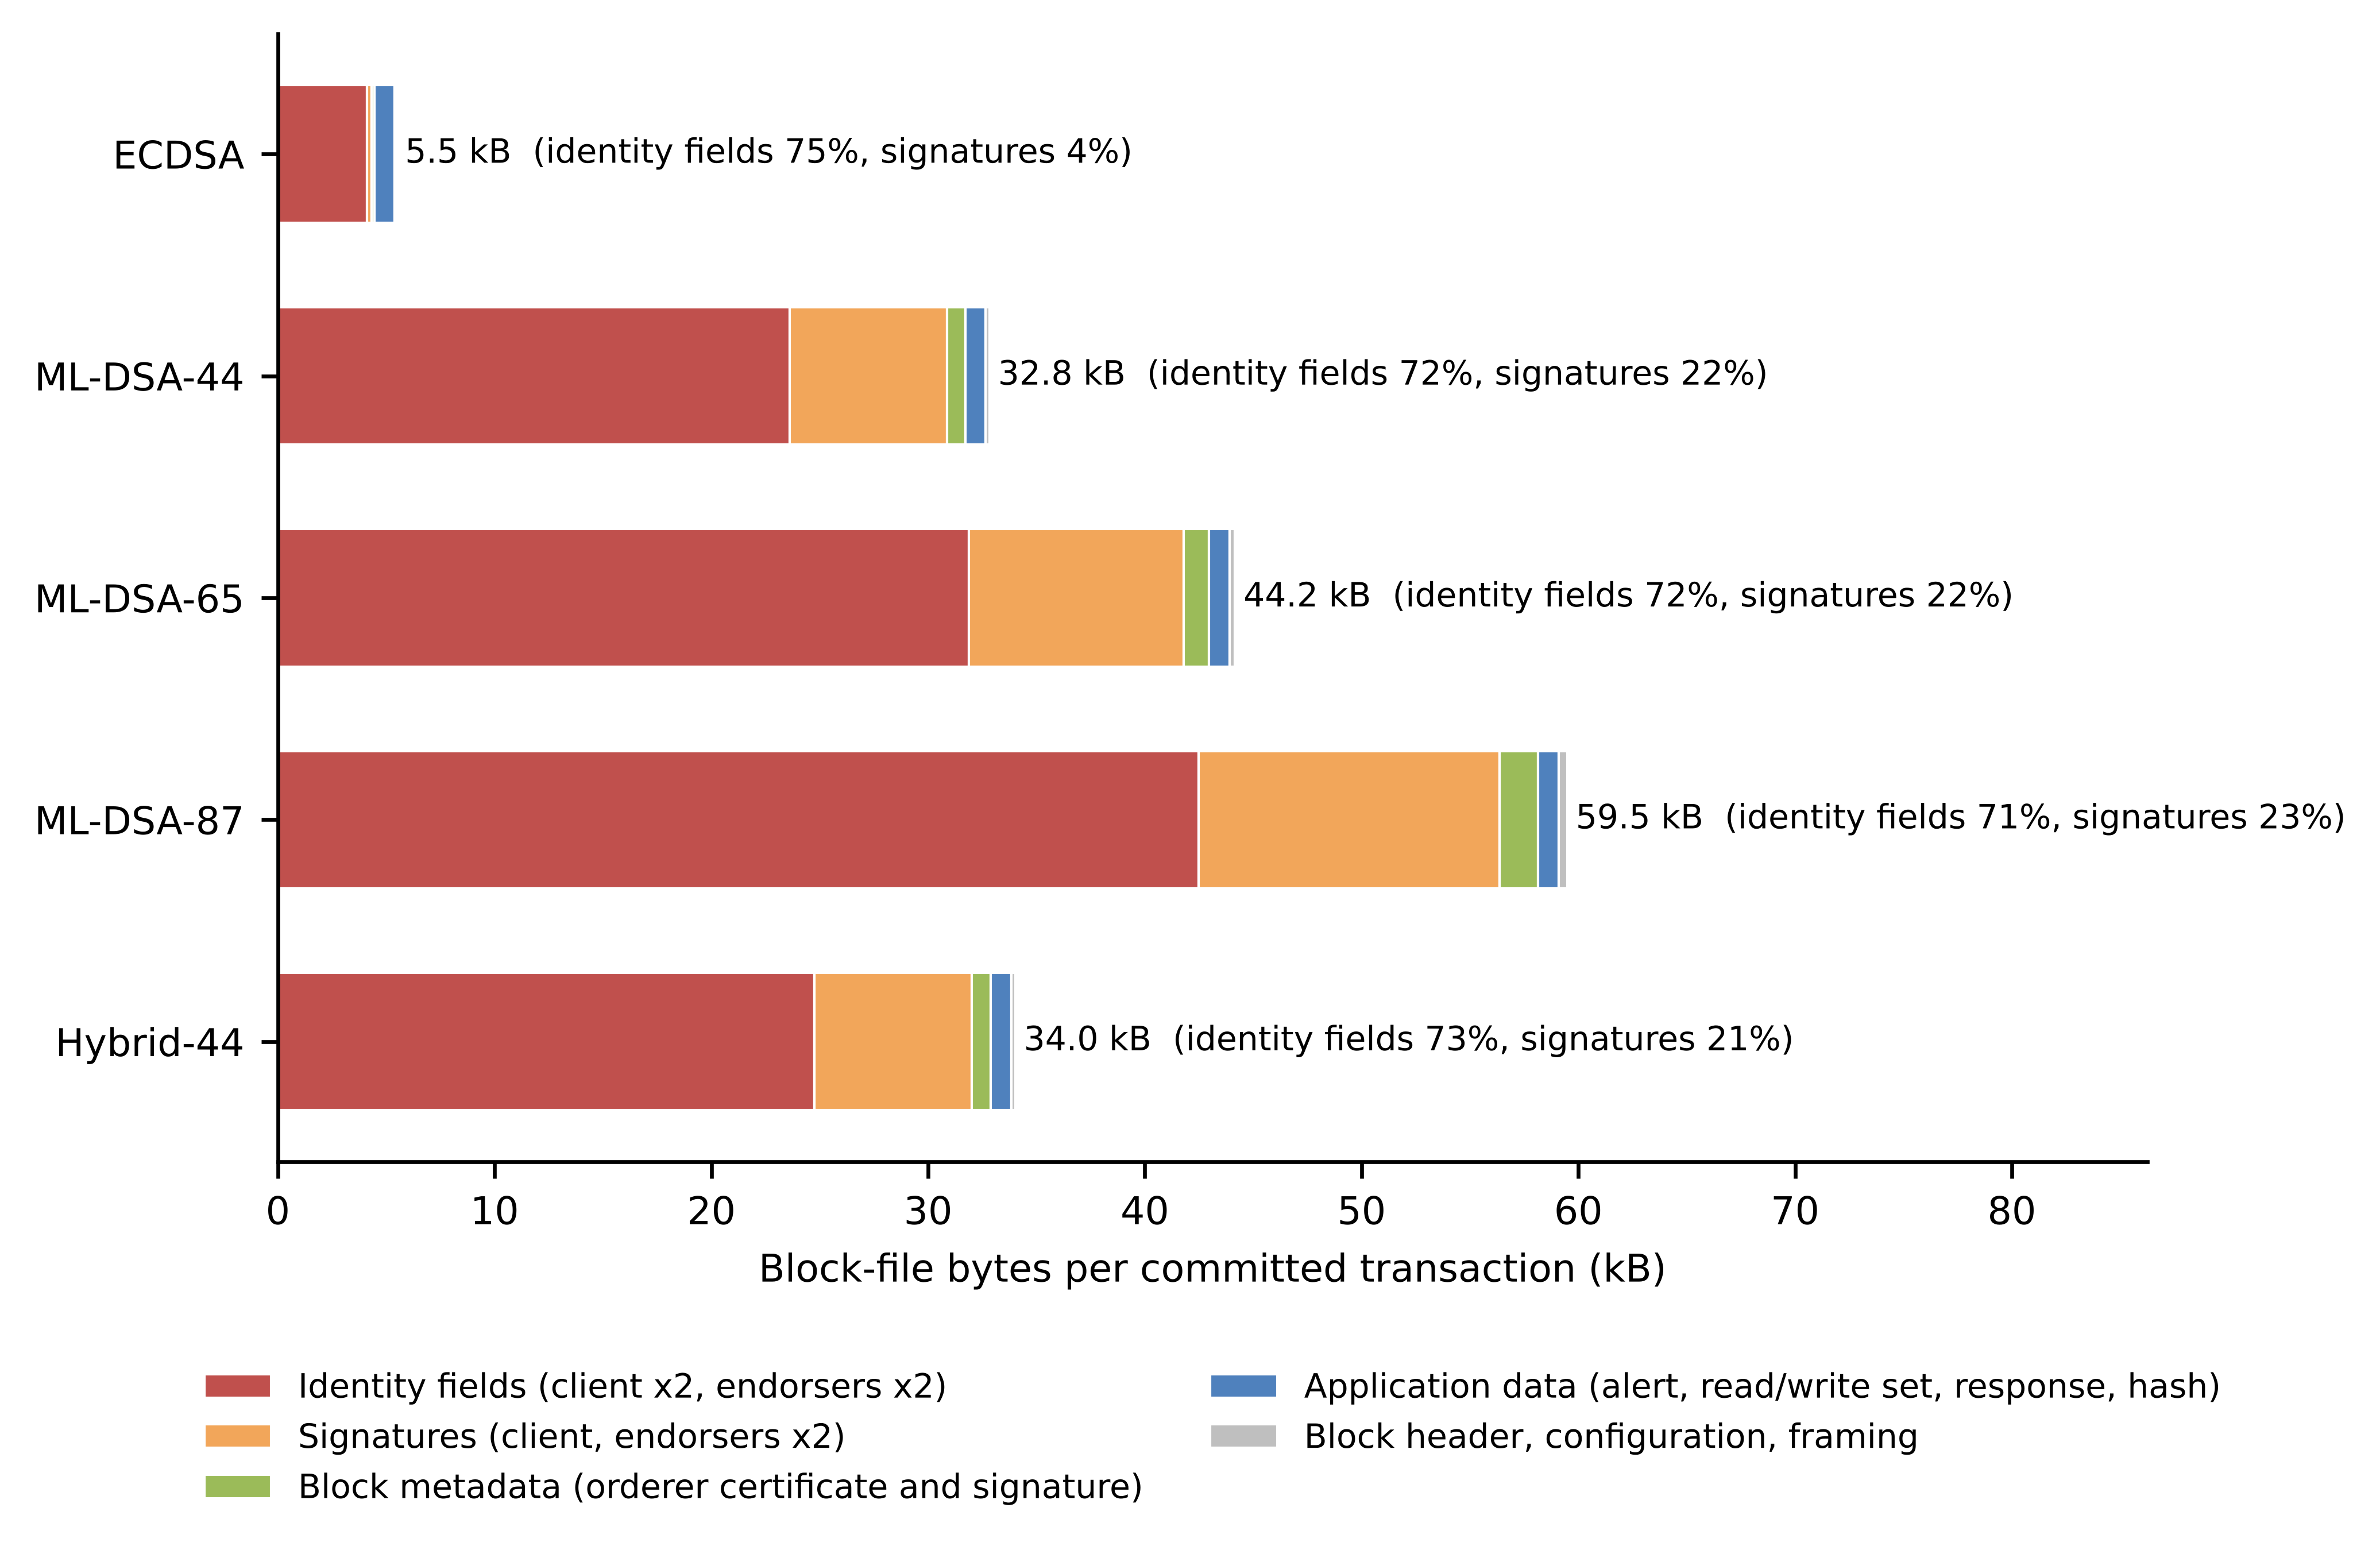 ECDSA
5.5 kB  (identity fields 75%, signatures 4%)
ML-DSA-44
32.8 kB  (identity fields 72%, signatures 22%)
ML-DSA-65
44.2 kB  (identity fields 72%, signatures 22%)
ML-DSA-87
59.5 kB  (identity fields 71%, signatures 23%)
Hybrid-44
34.0 kB  (identity fields 73%, signatures 21%)
0 10 20 30 40 50 60 70 80
Block-file bytes per committed transaction (kB)
Identity fields (client x2, endorsers x2)
Signatures (client, endorsers x2)
Block metadata (orderer certificate and signature)
Application data (alert, read/write set, response, hash)
Block header, configuration, framing